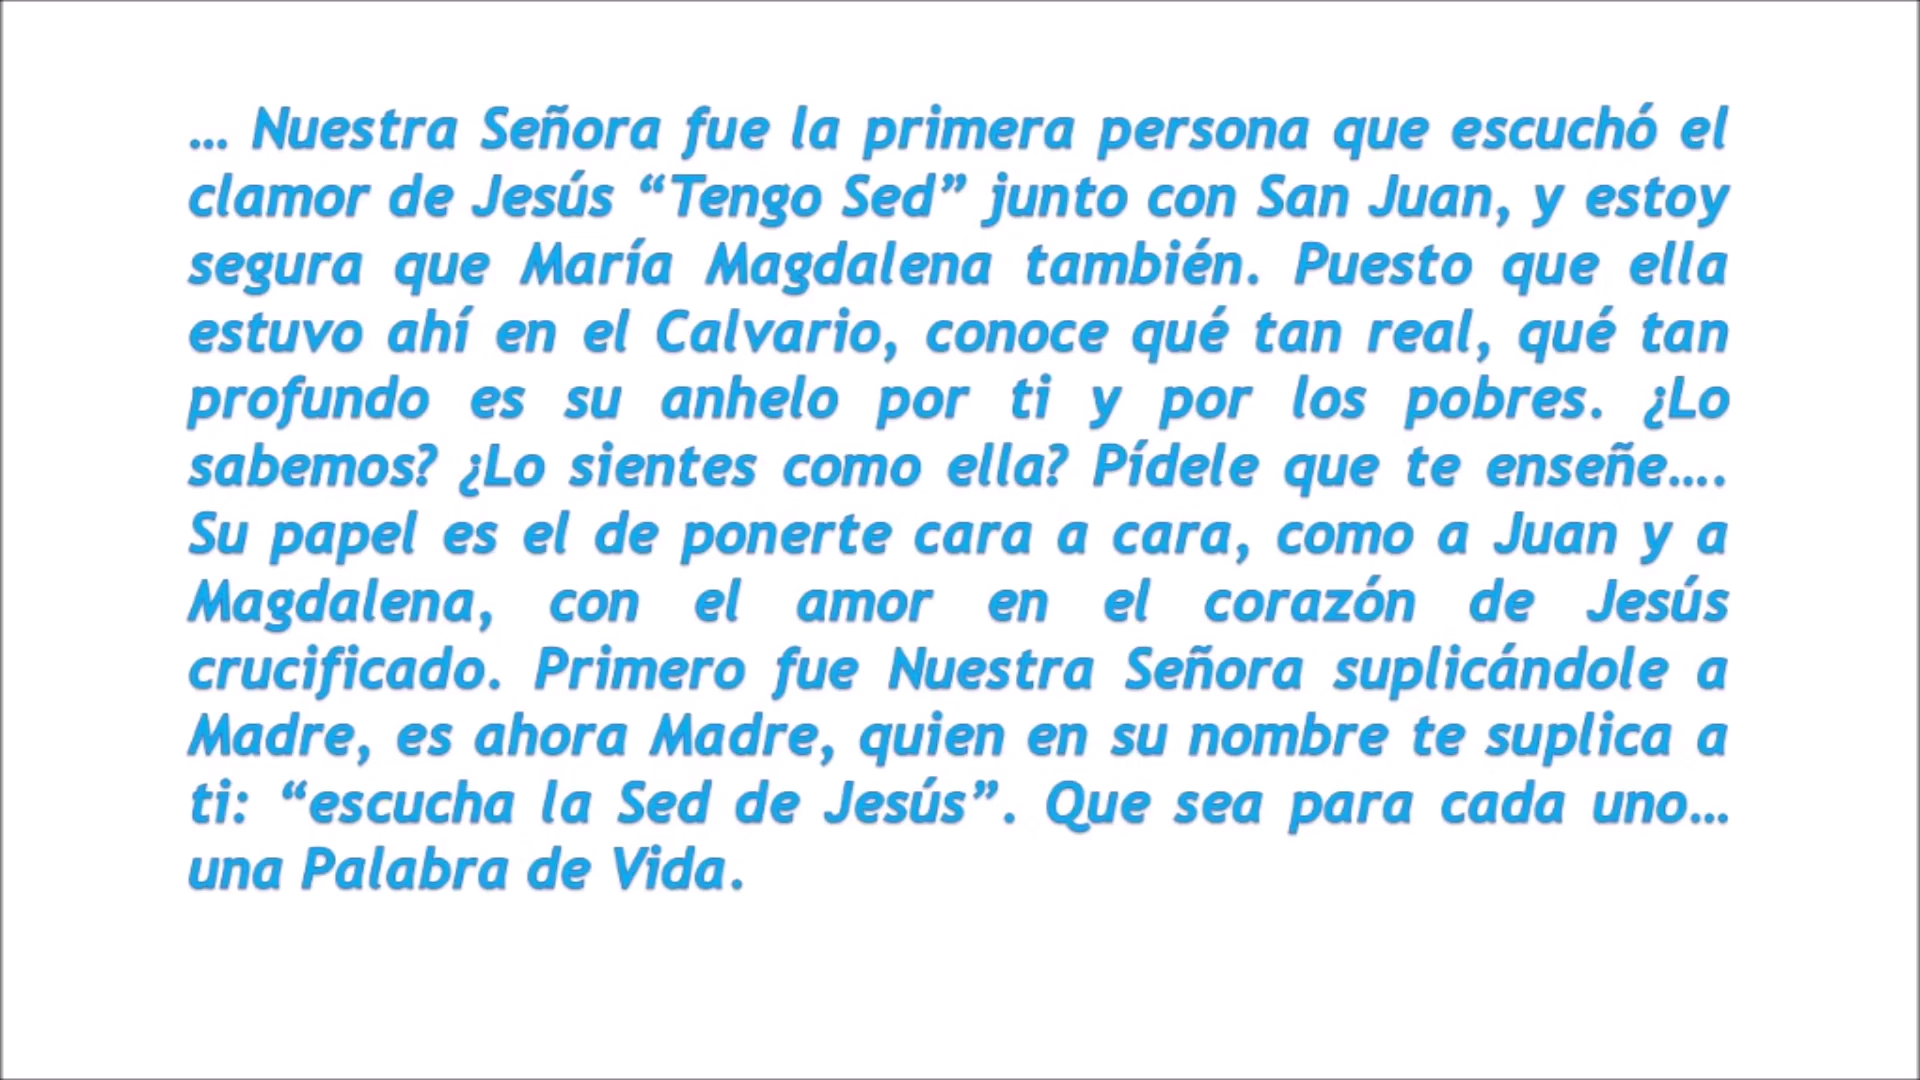 … Nuestra Señora fue la primera persona que escuchó el
clamor de Jesús “Tengo Sed” junto con San Juan, y estoy
segura que María Magdalena también. Puesto que ella
estuvo ahí en el Calvario, conoce qué tan real, qué tan
profundo es su anhelo por ti y por los pobres. ¿Lo
sabemos? ¿Lo sientes como ella? Pídele que te enseñe….
Su papel es el de ponerte cara a cara, como a Juan y a
Magdalena, con el amor en el corazón de Jesús
crucificado. Primero fue Nuestra Señora suplicándole a
Madre, es ahora Madre, quien en su nombre te suplica a
ti: “escucha la Sed de Jesús”. Que sea para cada uno…
una Palabra de Vida.